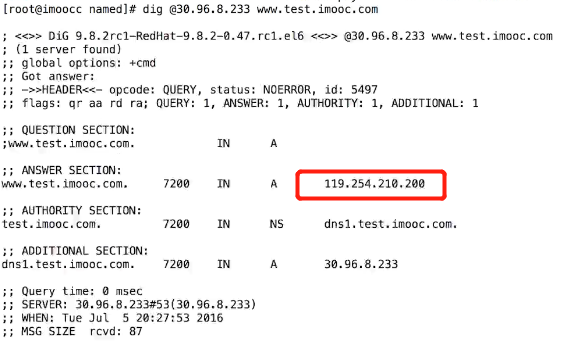 [root@imoocc named]# dig @30.96.8.233 www.test.imooc.com
; <<>> DiG 9.8.2rc1-RedHat-9.8.2-0.47.rc1.el6 <<>> @30.96.8.233 www.test.imooc.com
; (1 server found)
;; global options: +cmd
;; Got answer:
;; ->>HEADER<<- opcode: QUERY, status: NOERROR, id: 5497
;; flags: qr aa rd ra; QUERY: 1, ANSWER: 1, AUTHORITY: 1, ADDITIONAL: 1
;; QUESTION SECTION:
;www.test.imooc.com. IN A
;; ANSWER SECTION:
www.test.imooc.com. 7200 IN A 119.254.210.200
;; AUTHORITY SECTION:
test.imooc.com. 7200 IN NS dns1.test.imooc.com.
;; ADDITIONAL SECTION:
dns1.test.imooc.com. 7200 IN A 30.96.8.233
;; Query time: 0 msec
;; SERVER: 30.96.8.233#53(30.96.8.233)
;; WHEN: Tue Jul 5 20:27:53 2016
;; MSG SIZE rcvd: 87